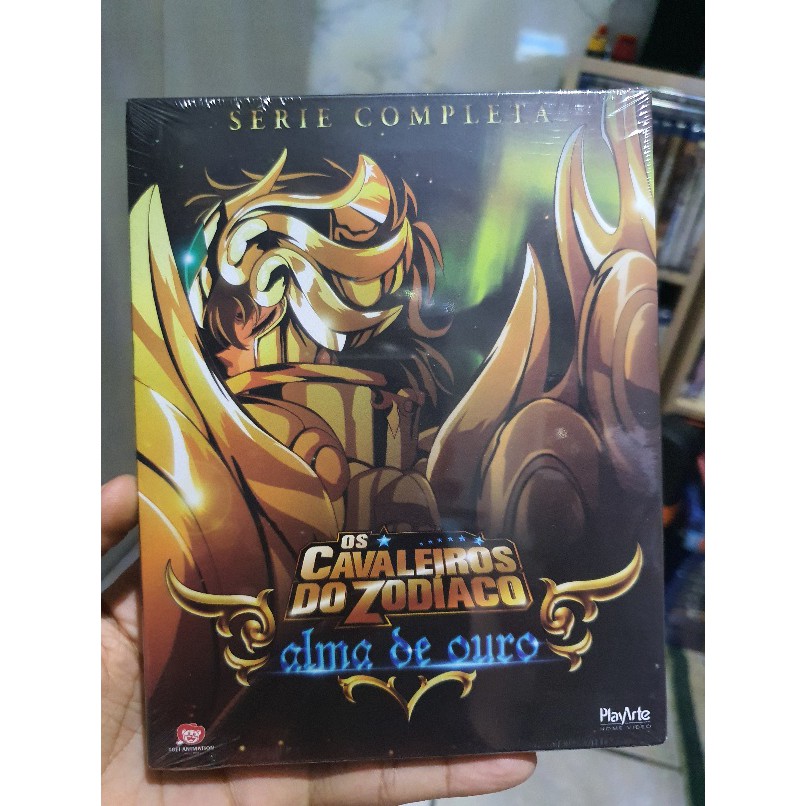 SÉRIE COMPLETA
OS
CAVALEIROS
DO ZODÍACO
alma de ouro
PlayArte
HOME VIDEO
TOEI ANIMATION